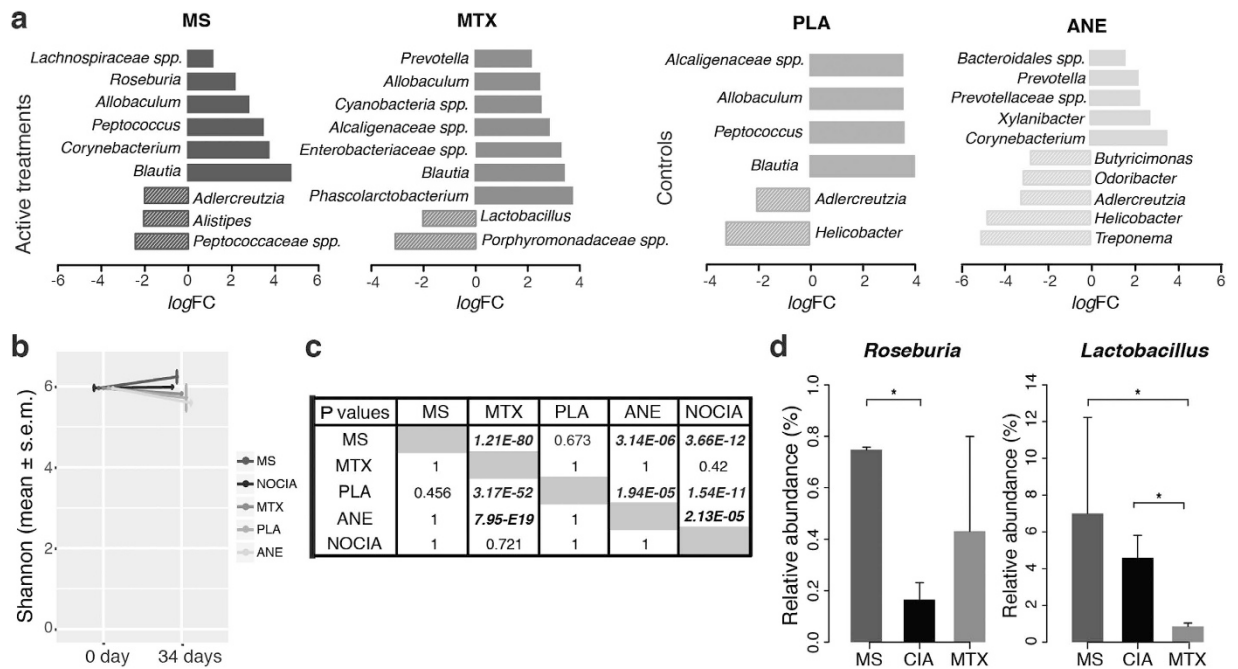 a
MS
MTX
PLA
ANE
Active treatments
Lachnospiraceae spp.
Roseburia
Allobaculum
Peptococcus
Corynebacterium
Blautia
Adlercreutzia
Alistipes
Peptococcaceae spp.
-6 -4 -2 0 2 4 6
logFC
Prevotella
Allobaculum
Cyanobacteria spp.
Alcaligenaceae spp.
Enterobacteriaceae spp.
Blautia
Phascolarctobacterium
Lactobacillus
Porphyromonadaceae spp.
-4 -2 0 2 4
logFC
Controls
Alcaligenaceae spp.
Allobaculum
Peptococcus
Blautia
Adlercreutzia
Helicobacter
-4 -2 0 2 4
logFC
Bacteroidales spp.
Prevotella
Prevotellaceae spp.
Xylanibacter
Corynebacterium
Butyricimonas
Odoribacter
Adlercreutzia
Helicobacter
Treponema
-6 -4 -2 0 2 4 6
logFC
b
Shannon (mean ± s.e.m.)
6
4
2
0
0 day 34 days
MS
NOCIA
MTX
PLA
ANE
c
P values MS MTX PLA ANE NOCIA
MS 1.21E-80 0.673 3.14E-06 3.66E-12
MTX 1 1 1 0.42
PLA 0.456 3.17E-52 1.94E-05 1.54E-11
ANE 1 7.95-E19 1 2.13E-05
NOCIA 1 0.721 1 1
d
Roseburia
Relative abundance (%)
1.0
0.8
0.6
0.4
0.2
0.0
*
MS CIA MTX
Lactobacillus
Relative abundance (%)
14
12
10
8
6
4
2
0
*
*
MS CIA MTX